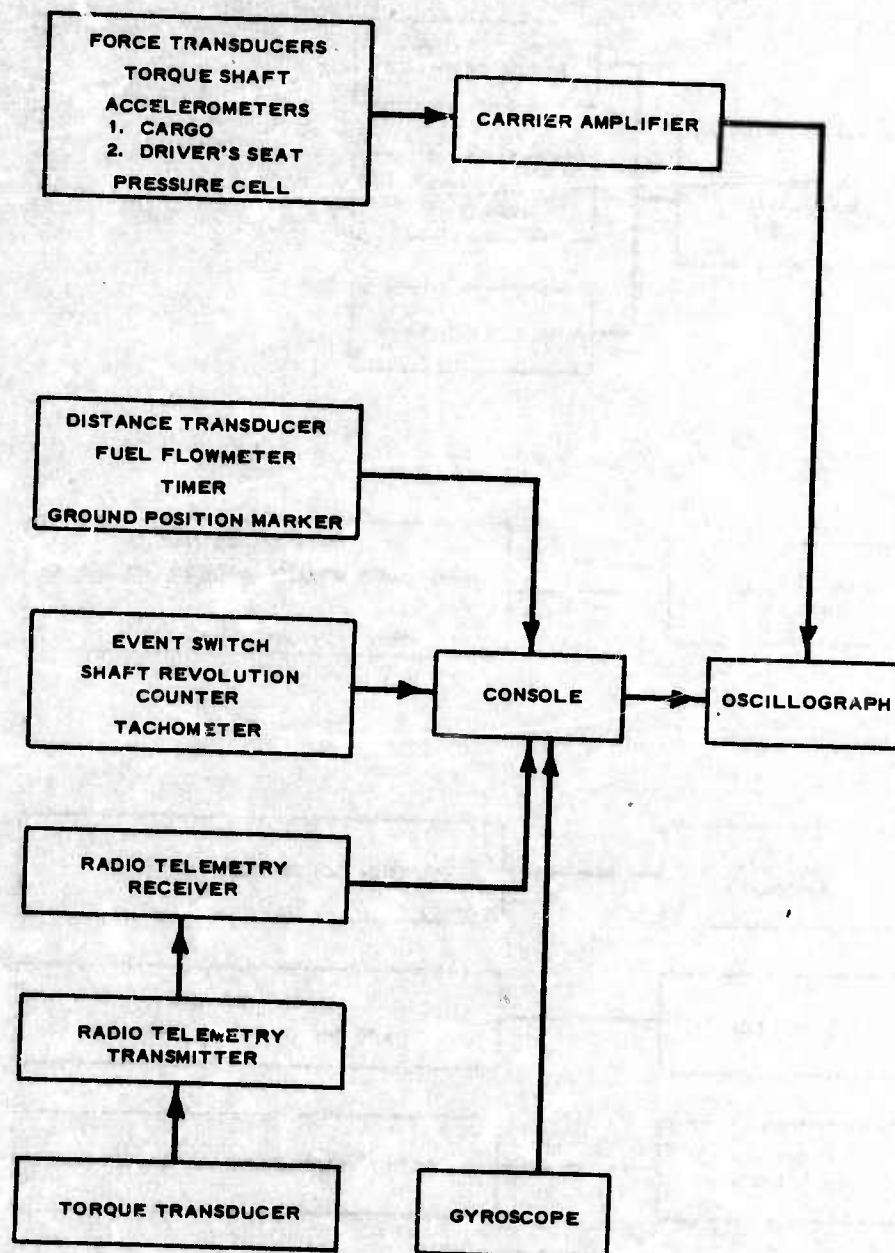 FORCE TRANSDUCERS
TORQUE SHAFT
ACCELEROMETERS
1. CARGO
2. DRIVER'S SEAT
PRESSURE CELL
CARRIER AMPLIFIER
DISTANCE TRANSDUCER
FUEL FLOWMETER
TIMER
GROUND POSITION MARKER
EVENT SWITCH
SHAFT REVOLUTION
COUNTER
TACHOMETER
CONSOLE
OSCILLOGRAPH
RADIO TELEMETRY
RECEIVER
RADIO TELEMETRY
TRANSMITTER
TORQUE TRANSDUCER
GYROSCOPE